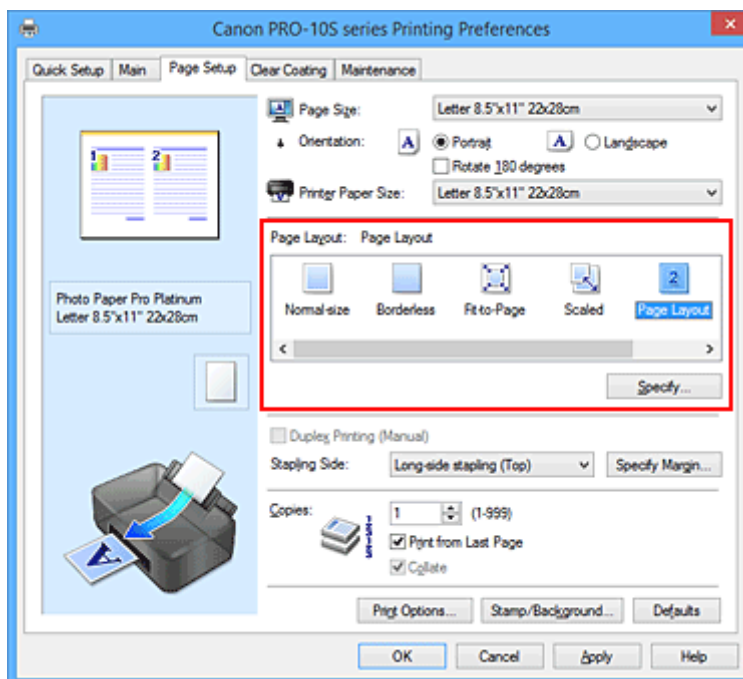 Canon PRO-10S series Printing Preferences
Quick Setup Main Page Setup Clear Coating Maintenance
1 2
Page Size: Letter 8.5"x11" 22x28cm
Orientation: A Portrait A Landscape
Rotate 180 degrees
Printer Paper Size: Letter 8.5"x11" 22x28cm
Page Layout: Page Layout
2
Normal-size Borderless Fit-to-Page Scaled Page Layout
Photo Paper Pro Platinum
Letter 8.5"x11" 22x28cm
Specify...
Duplex Printing (Manual)
Stapling Side: Long-side stapling (Top) Specify Margin...
Copies: 1 (1-999)
Print from Last Page
Collate
A
Print Options... Stamp/Background... Defaults
OK Cancel Apply Help